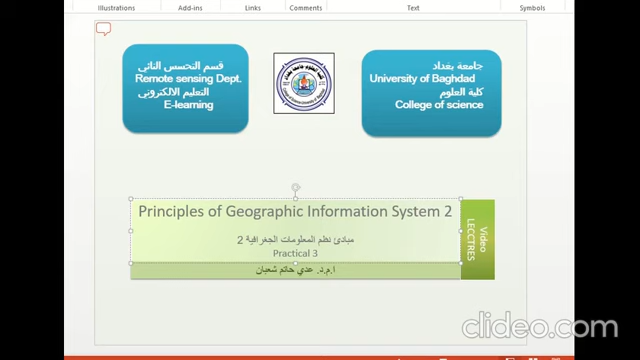 Illustrations
Add-ins
Links
Comments
Text
Symbols
قسم التحسس النائي
Remote sensing Dept.
التعليم الالكتروني
E-learning
جامعة بغداد
University of Baghdad
كلية العلوم
College of science
Principles of Geographic Information System 2
مبادئ نظم المعلومات الجغرافية 2
Practical 3
ا.م.د. عدي حاتم شعبان
Video
LECCTRES
clideo.com